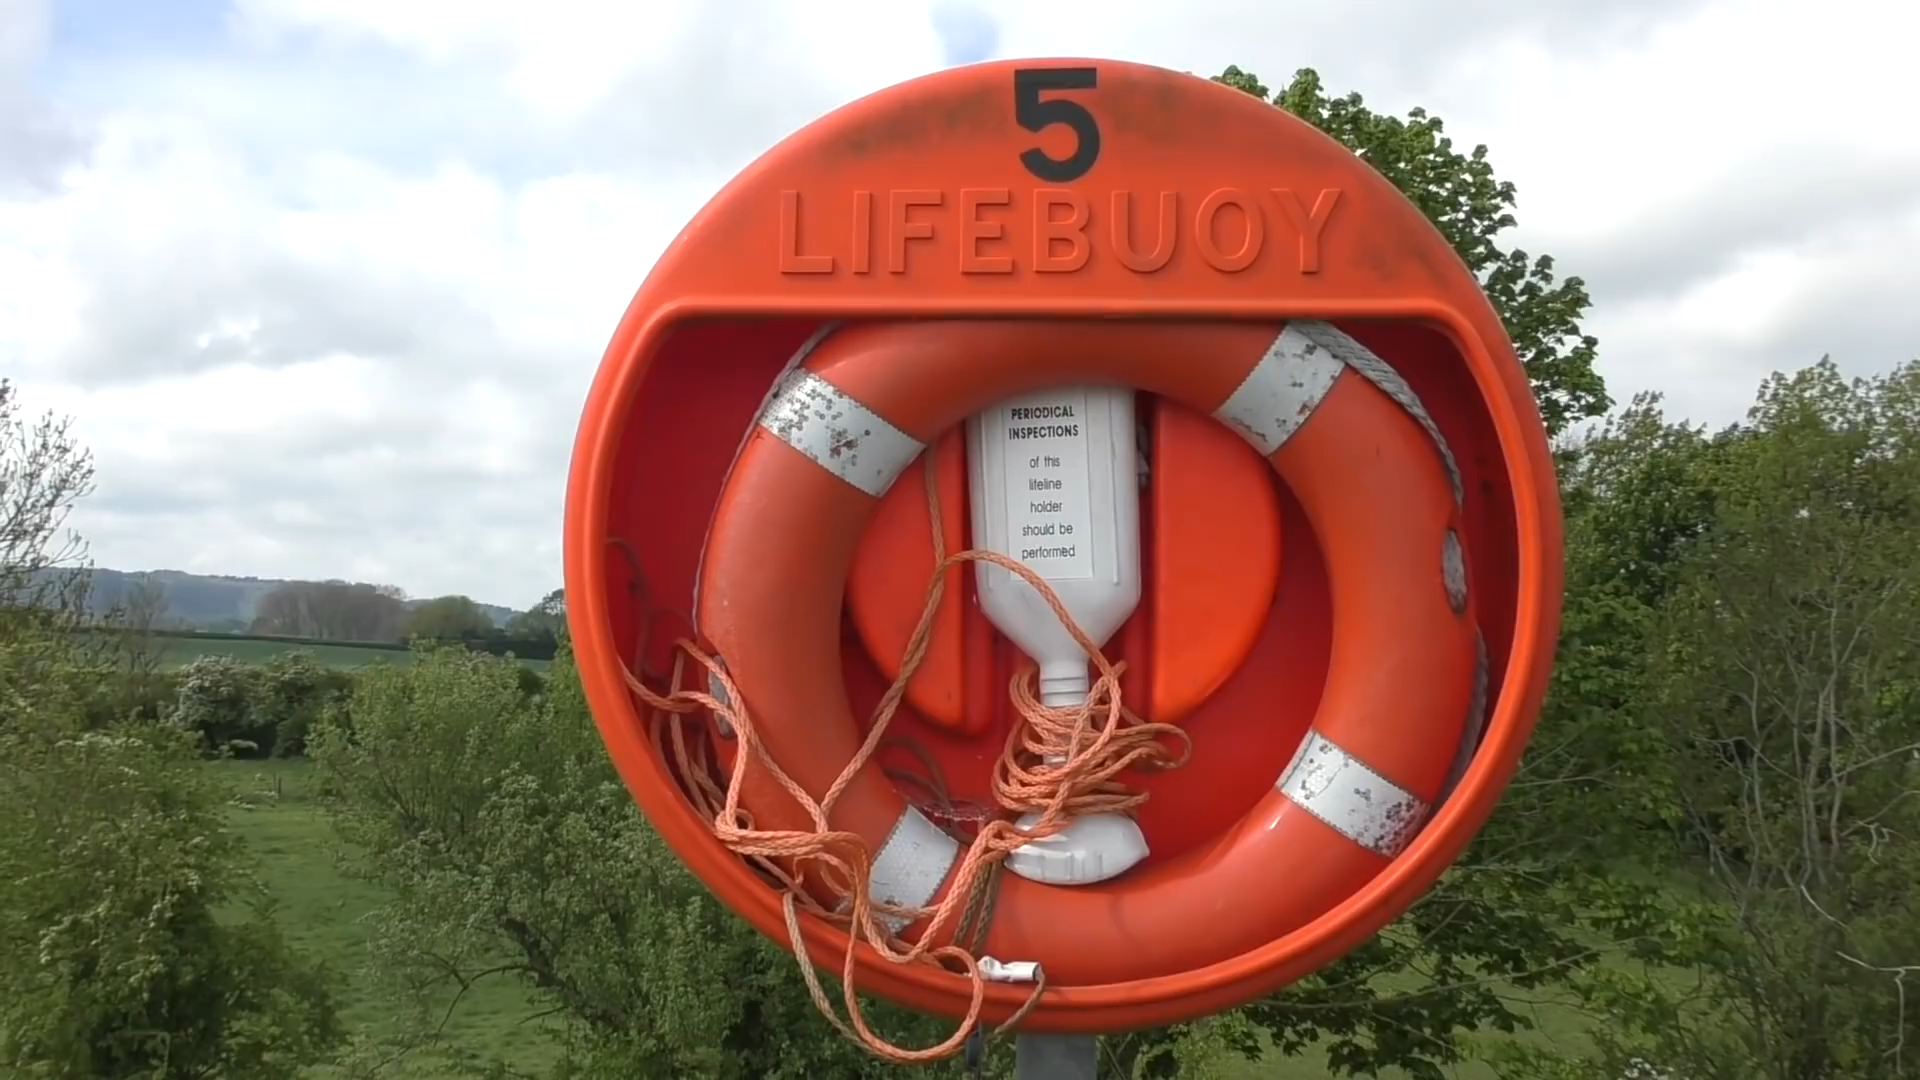 5
LIFEBUOY
PERIODICAL
INSPECTIONS
of this
lifeline
holder
should be
performed